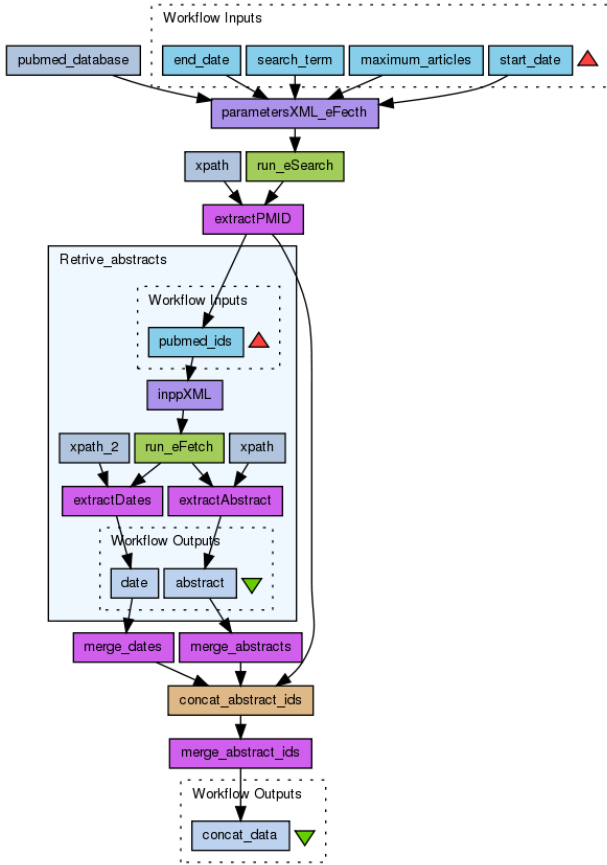 Workflow Inputs
pubmed_database
end_date
search_term
maximum_articles
start_date
parametersXML_eFecth
xpath
run_eSearch
extractPMID
Retrive_abstracts
Workflow Inputs
pubmed_ids
inppXML
xpath_2
run_eFetch
xpath
extractDates
extractAbstract
Workflow Outputs
date
abstract
merge_dates
merge_abstracts
concat_abstract_ids
merge_abstract_ids
Workflow Outputs
concat_data